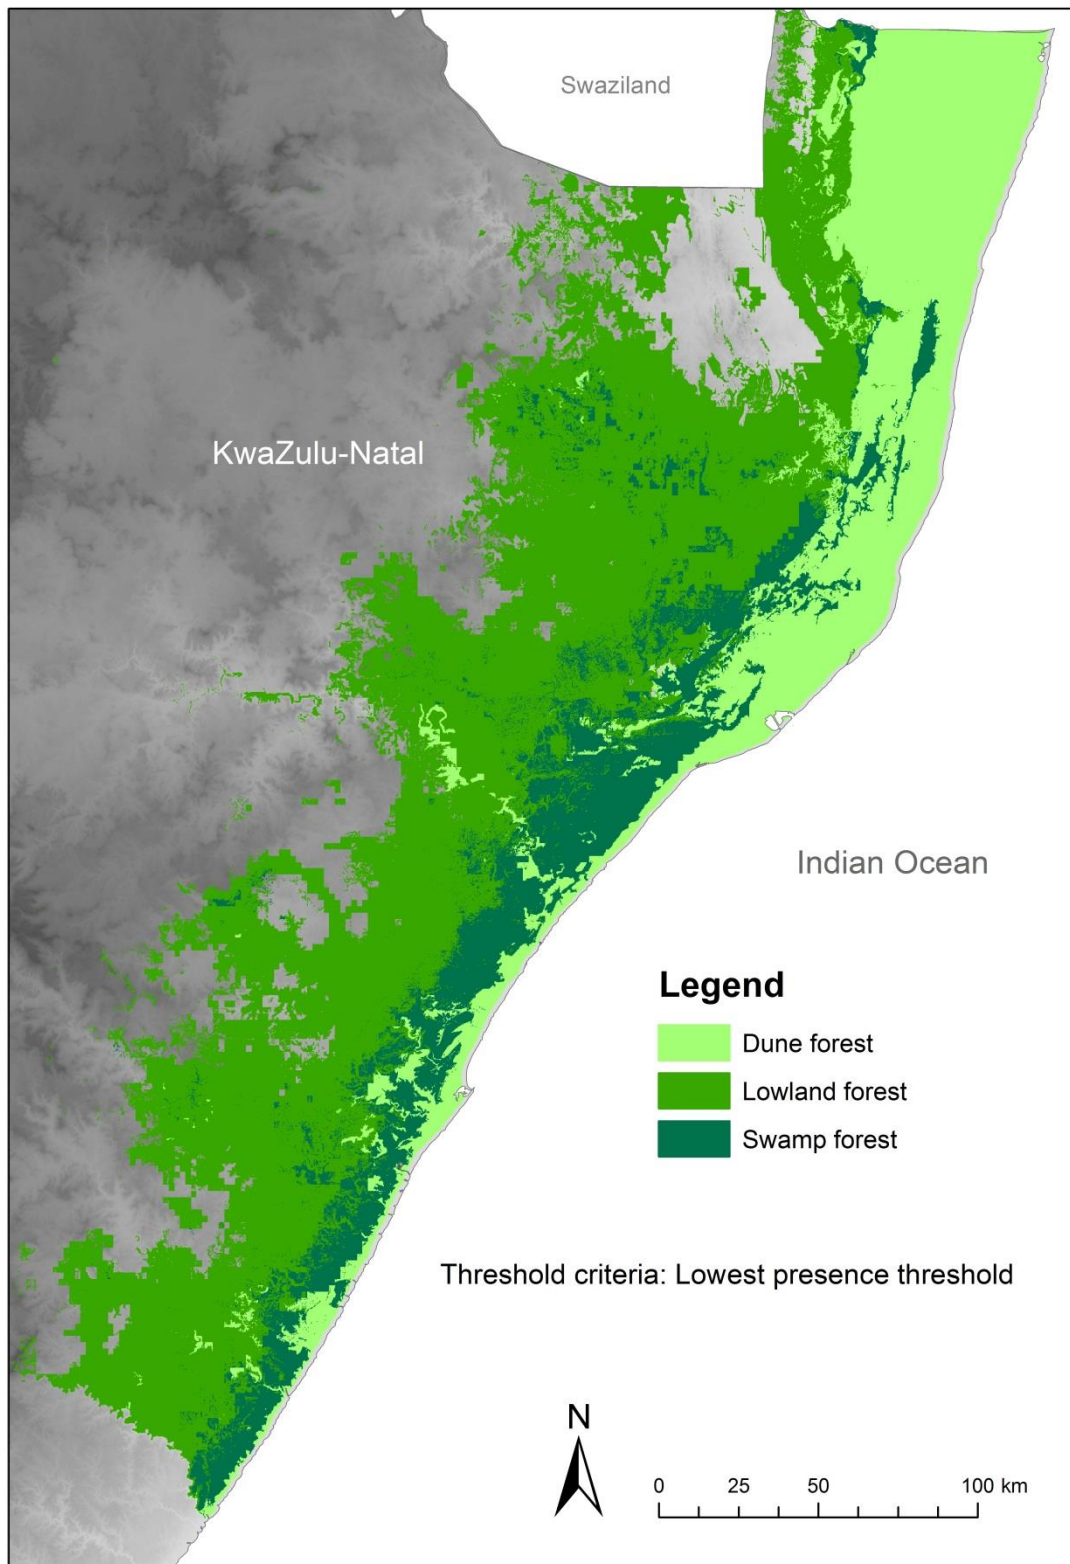 Swaziland
KwaZulu-Natal
Indian Ocean
Legend
Dune forest
Lowland forest
Swamp forest
Threshold criteria: Lowest presence threshold
N
0 25 50 100 km